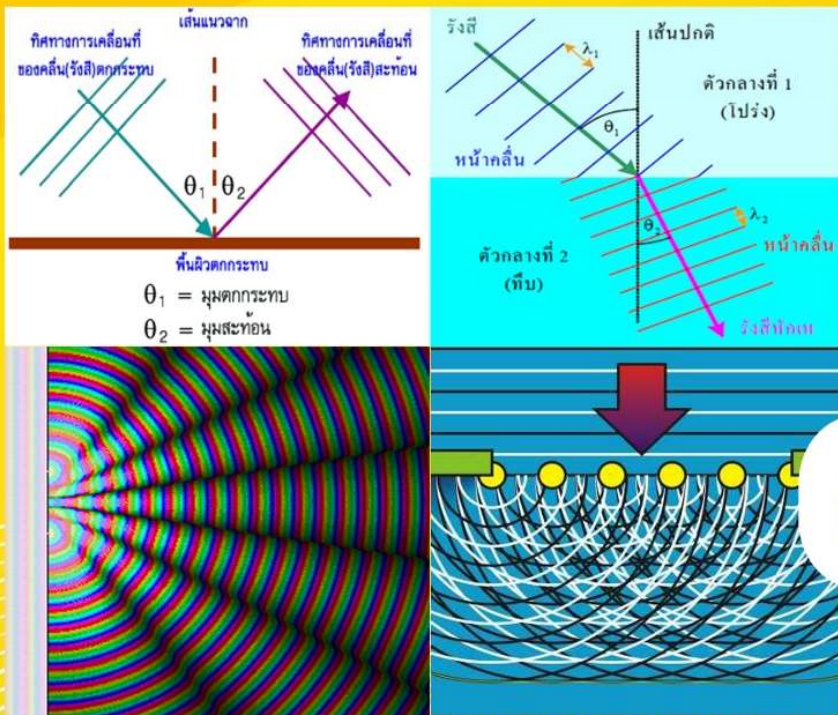 เส้นแนวฉาก
ทิศทางการเคลื่อนที่
ของคลื่น(รังสี)ตกกระทบ
ทิศทางการเคลื่อนที่
ของคลื่น(รังสี)สะท้อน
θ1 θ2
พื้นผิวตกกระทบ
θ1 = มุมตกกระทบ
θ2 = มุมสะท้อน
รังสี
λ1
เส้นปกติ
ตัวกลางที่ 1
(โปร่ง)
θ1
หน้าคลื่น
θ2
λ2
ตัวกลางที่ 2
(ทึบ)
หน้าคลื่น
รังสีหักเห